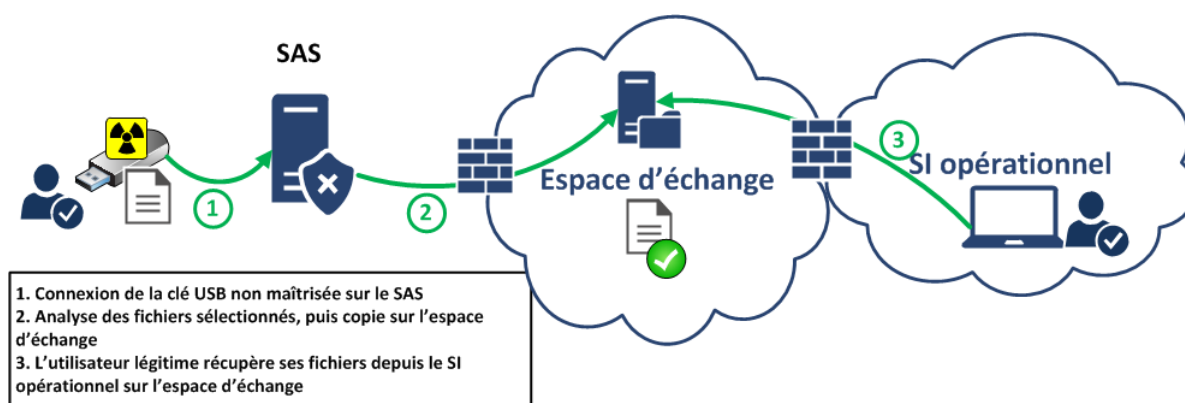 SAS
Espace d'échange
SI opérationnel
1
2
3
1. Connexion de la clé USB non maîtrisée sur le SAS
2. Analyse des fichiers sélectionnés, puis copie sur l'espace
d'échange
3. L'utilisateur légitime récupère ses fichiers depuis le SI
opérationnel sur l'espace d'échange